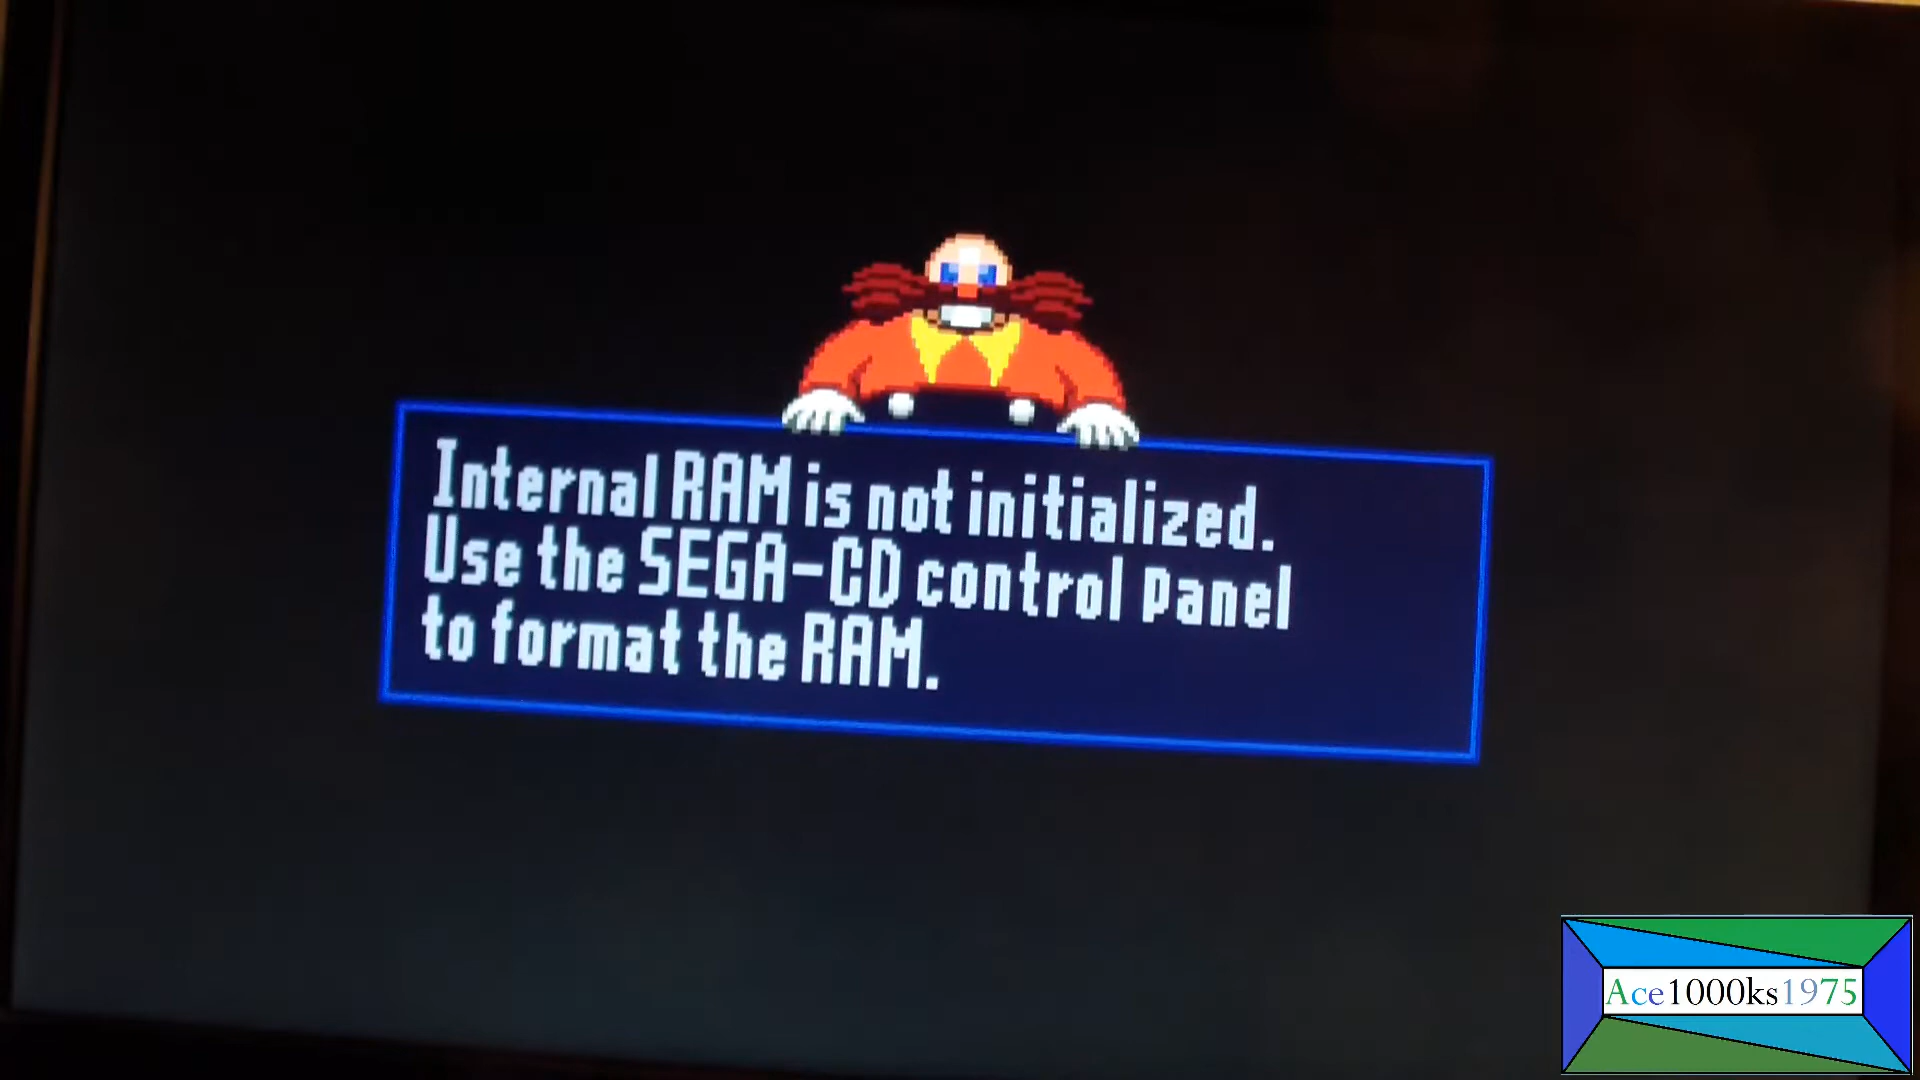 Internal RAM is not initialized.
Use the SEGA-CD control panel
to format the RAM.
Ace1000ks1975